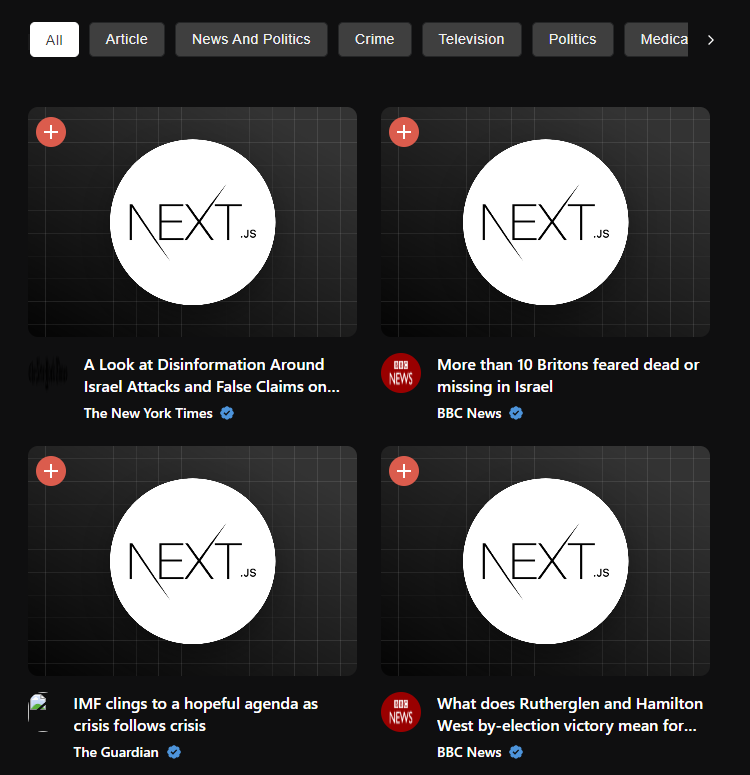 All
Article
News And Politics
Crime
Television
Politics
Medica
NEXT.JS
NEXT.JS
A Look at Disinformation Around
Israel Attacks and False Claims on...
The New York Times
BBC NEWS
More than 10 Britons feared dead or
missing in Israel
BBC News
NEXT.JS
NEXT.JS
IMF clings to a hopeful agenda as
crisis follows crisis
The Guardian
BBC NEWS
What does Rutherglen and Hamilton
West by-election victory mean for...
BBC News